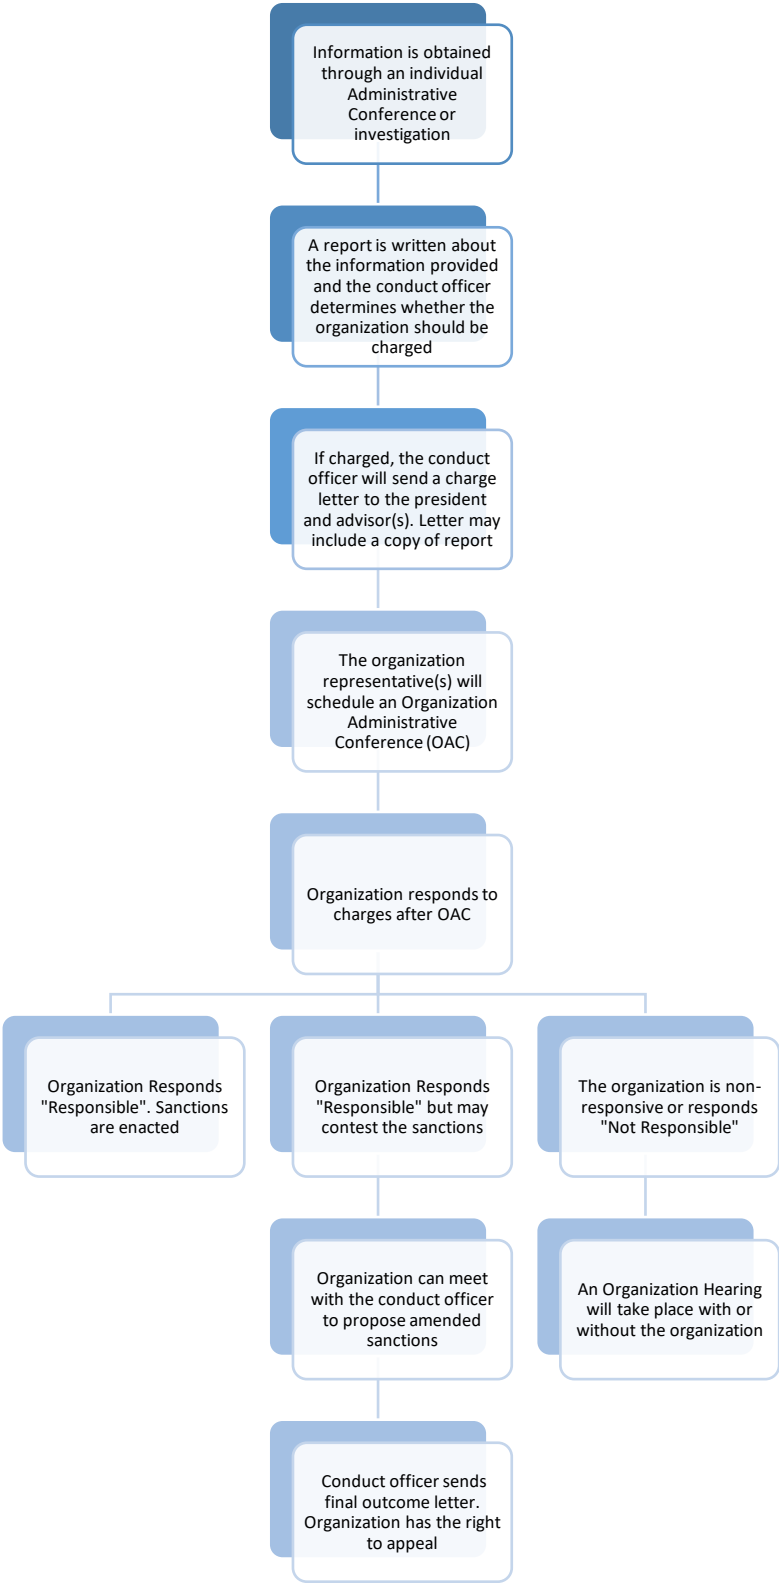 Information is obtained
through an individual
Administrative
Conference or
investigation
A report is written about
the information provided
and the conduct officer
determines whether the
organization should be
charged
If charged, the conduct
officer will send a charge
letter to the president
and advisor(s). Letter may
include a copy of report
The organization
representative(s) will
schedule an Organization
Administrative
Conference (OAC)
Organization responds to
charges after OAC
Organization Responds
"Responsible". Sanctions
are enacted
Organization Responds
"Responsible" but may
contest the sanctions
The organization is non-
responsive or responds
"Not Responsible"
Organization can meet
with the conduct officer
to propose amended
sanctions
An Organization Hearing
will take place with or
without the organization
Conduct officer sends
final outcome letter.
Organization has the right
to appeal